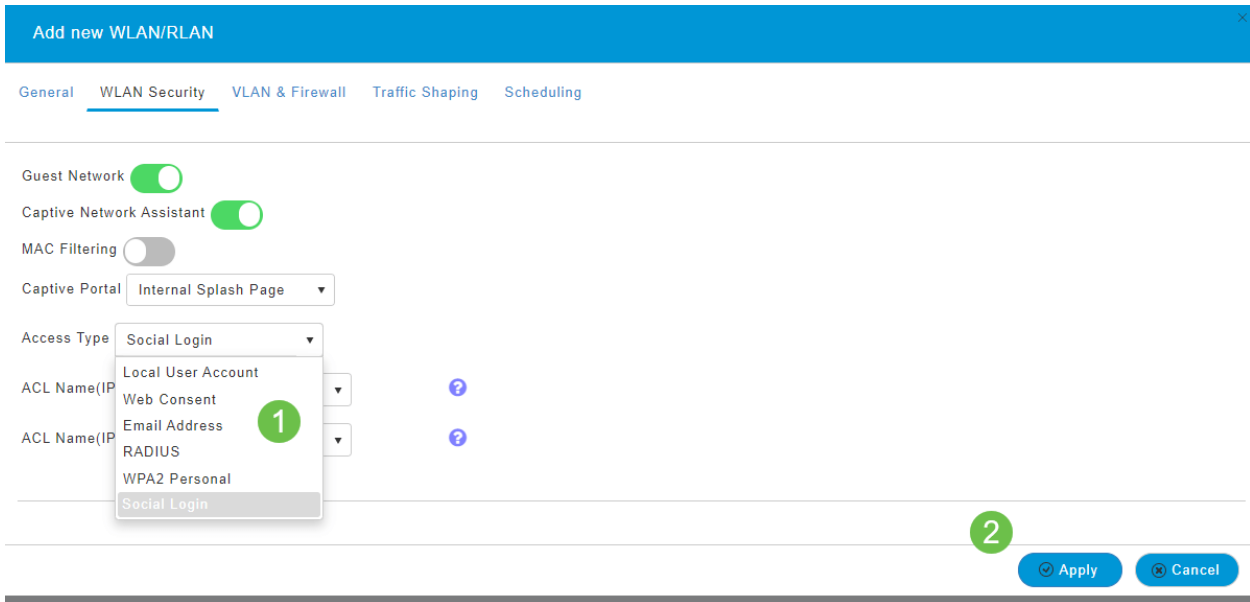 Add new WLAN/RLAN
General WLAN Security VLAN & Firewall Traffic Shaping Scheduling
Guest Network
Captive Network Assistant
MAC Filtering
Captive Portal Internal Splash Page
Access Type Social Login
Local User Account
ACL Name(IP
Web Consent
1
Email Address
ACL Name(IP
RADIUS
WPA2 Personal
Social Login
2
Apply Cancel